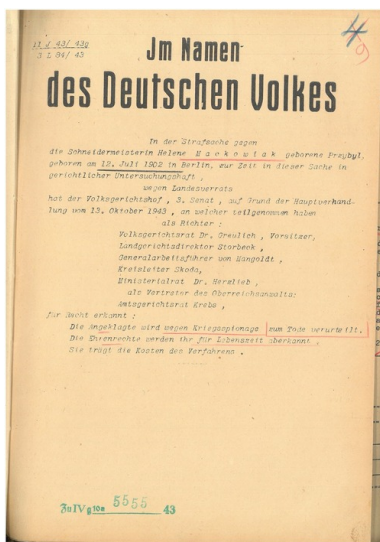 11 J 43/ 43g
3 L 84/ 43
4
9
Jm Namen
des Deutschen Volkes
In der Strafsache gegen
die Schneidermeisterin Helene Mackowiak geborene Przybyl,
geboren am 12. Juli 1902 in Berlin, zur Zeit in dieser Sache in
gerichtlicher Untersuchungshaft ,
wegen Landesverrats
hat der Volksgerichtshof , 3. Senat , auf Grund der Hauptverhand-
lung vom 13. Oktober 1943 , an welcher teilgenommen haben
als Richter :
Volksgerichtsrat Dr. Greulich , Vorsitzer,
Landgerichtsdirektor Storbeck ,
Generalarbeitsführer von Mangoldt ,
Kreisleiter Skoda,
Ministerialrat Dr. Herzlieb ,
als Vertreter des Oberreichsanwalts:
Amtsgerichtsrat Krebs ,
für Recht erkannt :
Die Angeklagte wird wegen Kriegsspionage zum Tode verurteilt.
Die Ehrenrechte werden ihr für Lebenszeit aberkannt .
Sie trägt die Kosten des Verfahrens .
IV g 10a 5555 43